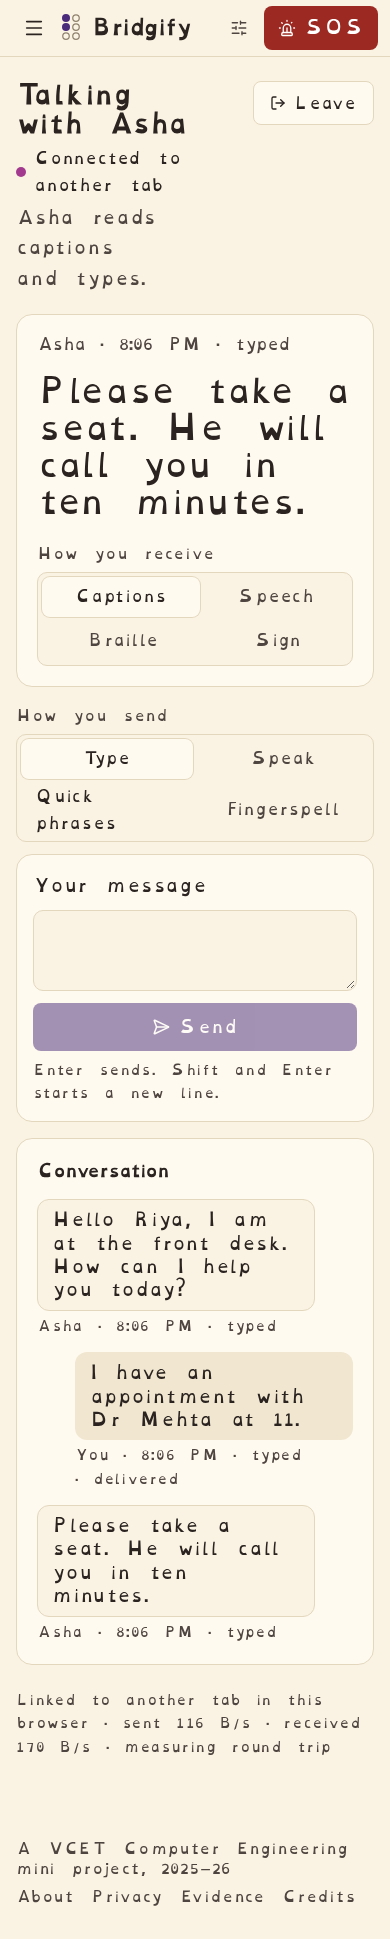 Bridgify
SOS
Talking
with Asha
Leave
Connected to
another tab
Asha reads
captions
and types.
Asha · 8:06 PM · typed
Please take a
seat. He will
call you in
ten minutes.
How you receive
Captions
Speech
Braille
Sign
How you send
Type
Speak
Quick
phrases
Fingerspell
Your message
Send
Enter sends. Shift and Enter
starts a new line.
Conversation
Hello Riya, I am
at the front desk.
How can I help
you today?
Asha · 8:06 PM · typed
I have an
appointment with
Dr Mehta at 11.
You · 8:06 PM · typed
· delivered
Please take a
seat. He will call
you in ten
minutes.
Asha · 8:06 PM · typed
Linked to another tab in this
browser · sent 116 B/s · received
170 B/s · measuring round trip
A VCET Computer Engineering
mini project, 2025–26
About Privacy Evidence Credits